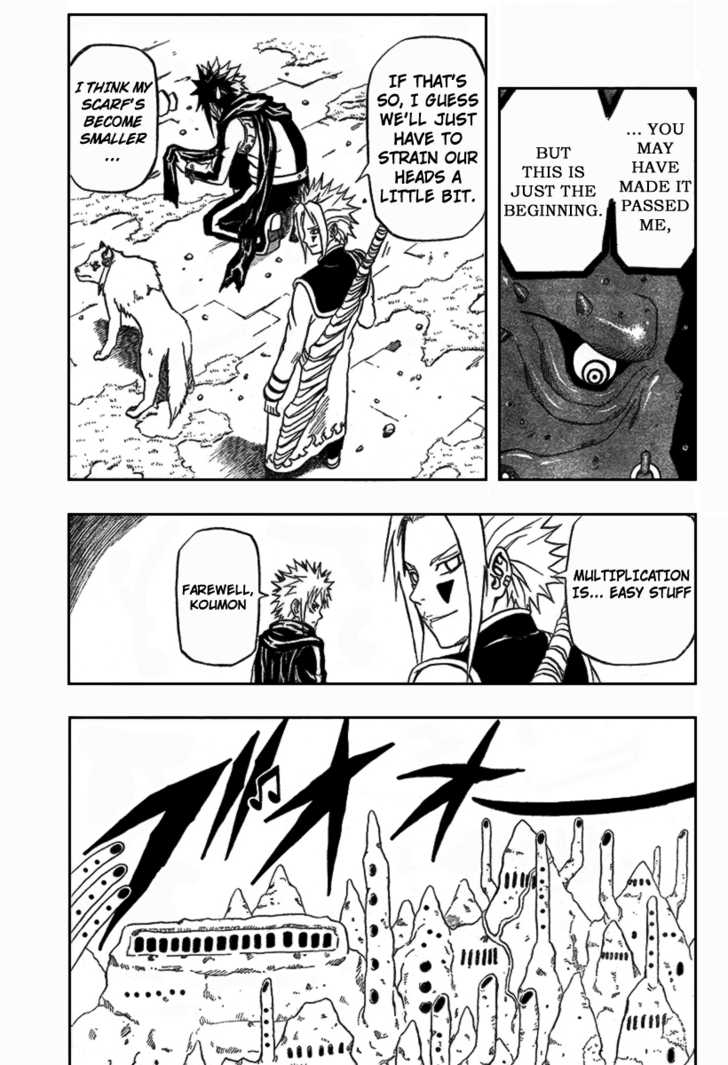 ... YOU
MAY
HAVE
MADE IT
PASSED
ME,
BUT
THIS IS
JUST THE
BEGINNING.
IF THAT'S
SO, I GUESS
WE'LL JUST
HAVE TO
STRAIN OUR
HEADS A
LITTLE BIT.
I THINK MY
SCARF'S
BECOME
SMALLER
...
MULTIPLICATION
IS... EASY STUFF
FAREWELL,
KOUMON